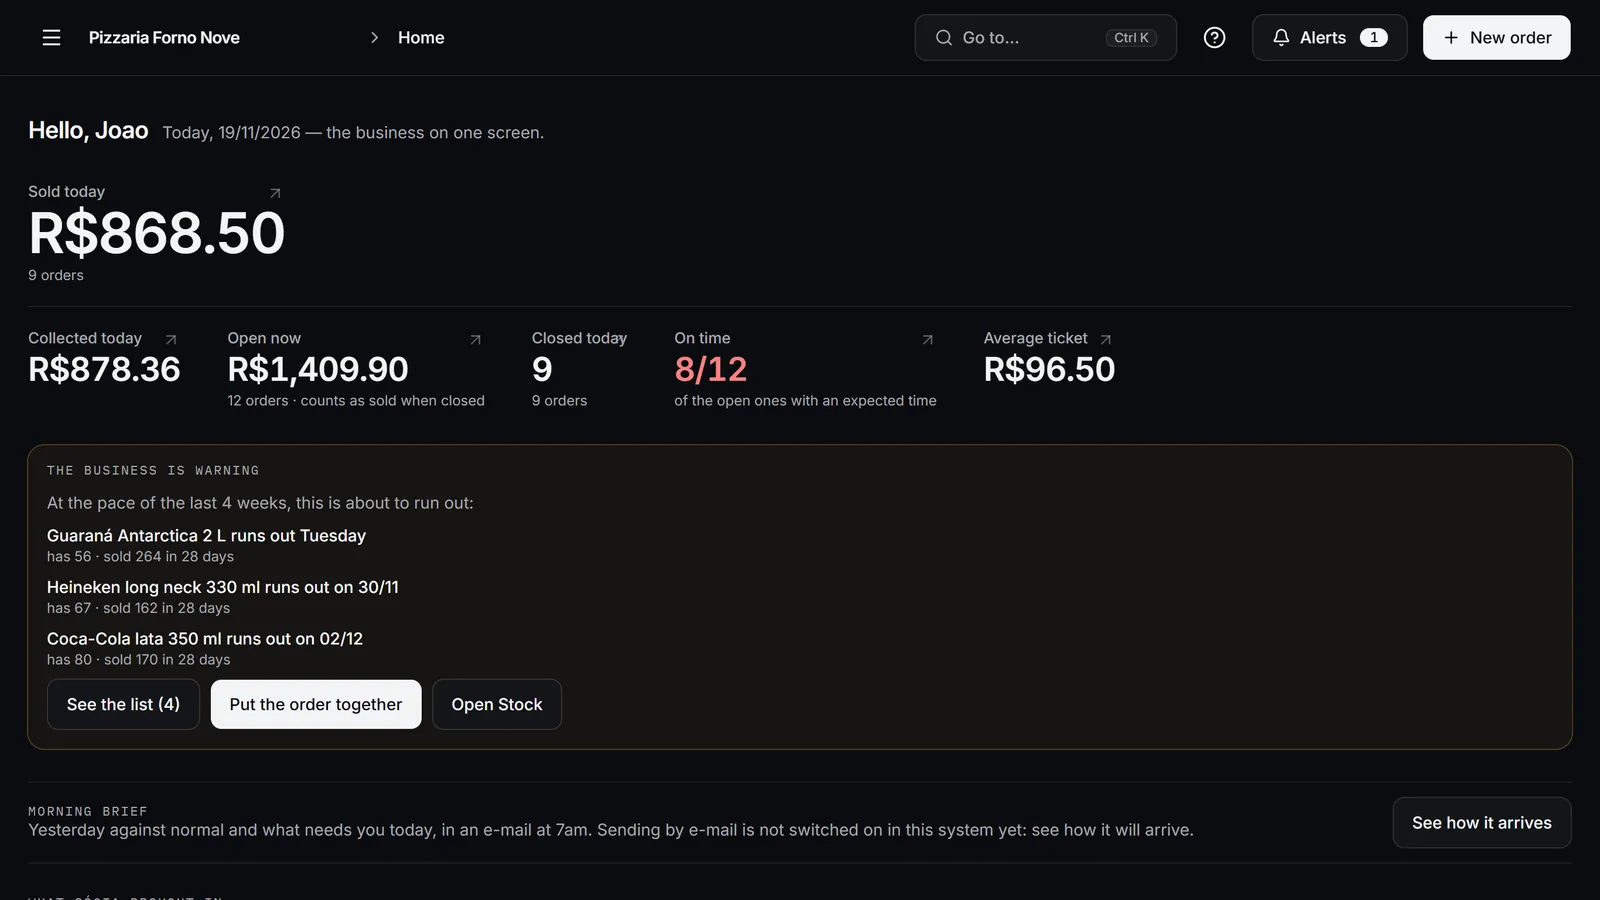 Pizzaria Forno Nove
Home
Go to...
Ctrl K
Alerts 1
New order
Hello, Joao
Today, 19/11/2026 — the business on one screen.
Sold today
R$868.50
9 orders
Collected today
R$878.36
Open now
R$1,409.90
12 orders · counts as sold when closed
Closed today
9
9 orders
On time
8/12
of the open ones with an expected time
Average ticket
R$96.50
THE BUSINESS IS WARNING
At the pace of the last 4 weeks, this is about to run out:
Guaraná Antarctica 2 L runs out Tuesday
has 56 · sold 264 in 28 days
Heineken long neck 330 ml runs out on 30/11
has 67 · sold 162 in 28 days
Coca-Cola lata 350 ml runs out on 02/12
has 80 · sold 170 in 28 days
See the list (4)
Put the order together
Open Stock
MORNING BRIEF
Yesterday against normal and what needs you today, in an e-mail at 7am. Sending by e-mail is not switched on in this system yet: see how it will arrive.
See how it arrives